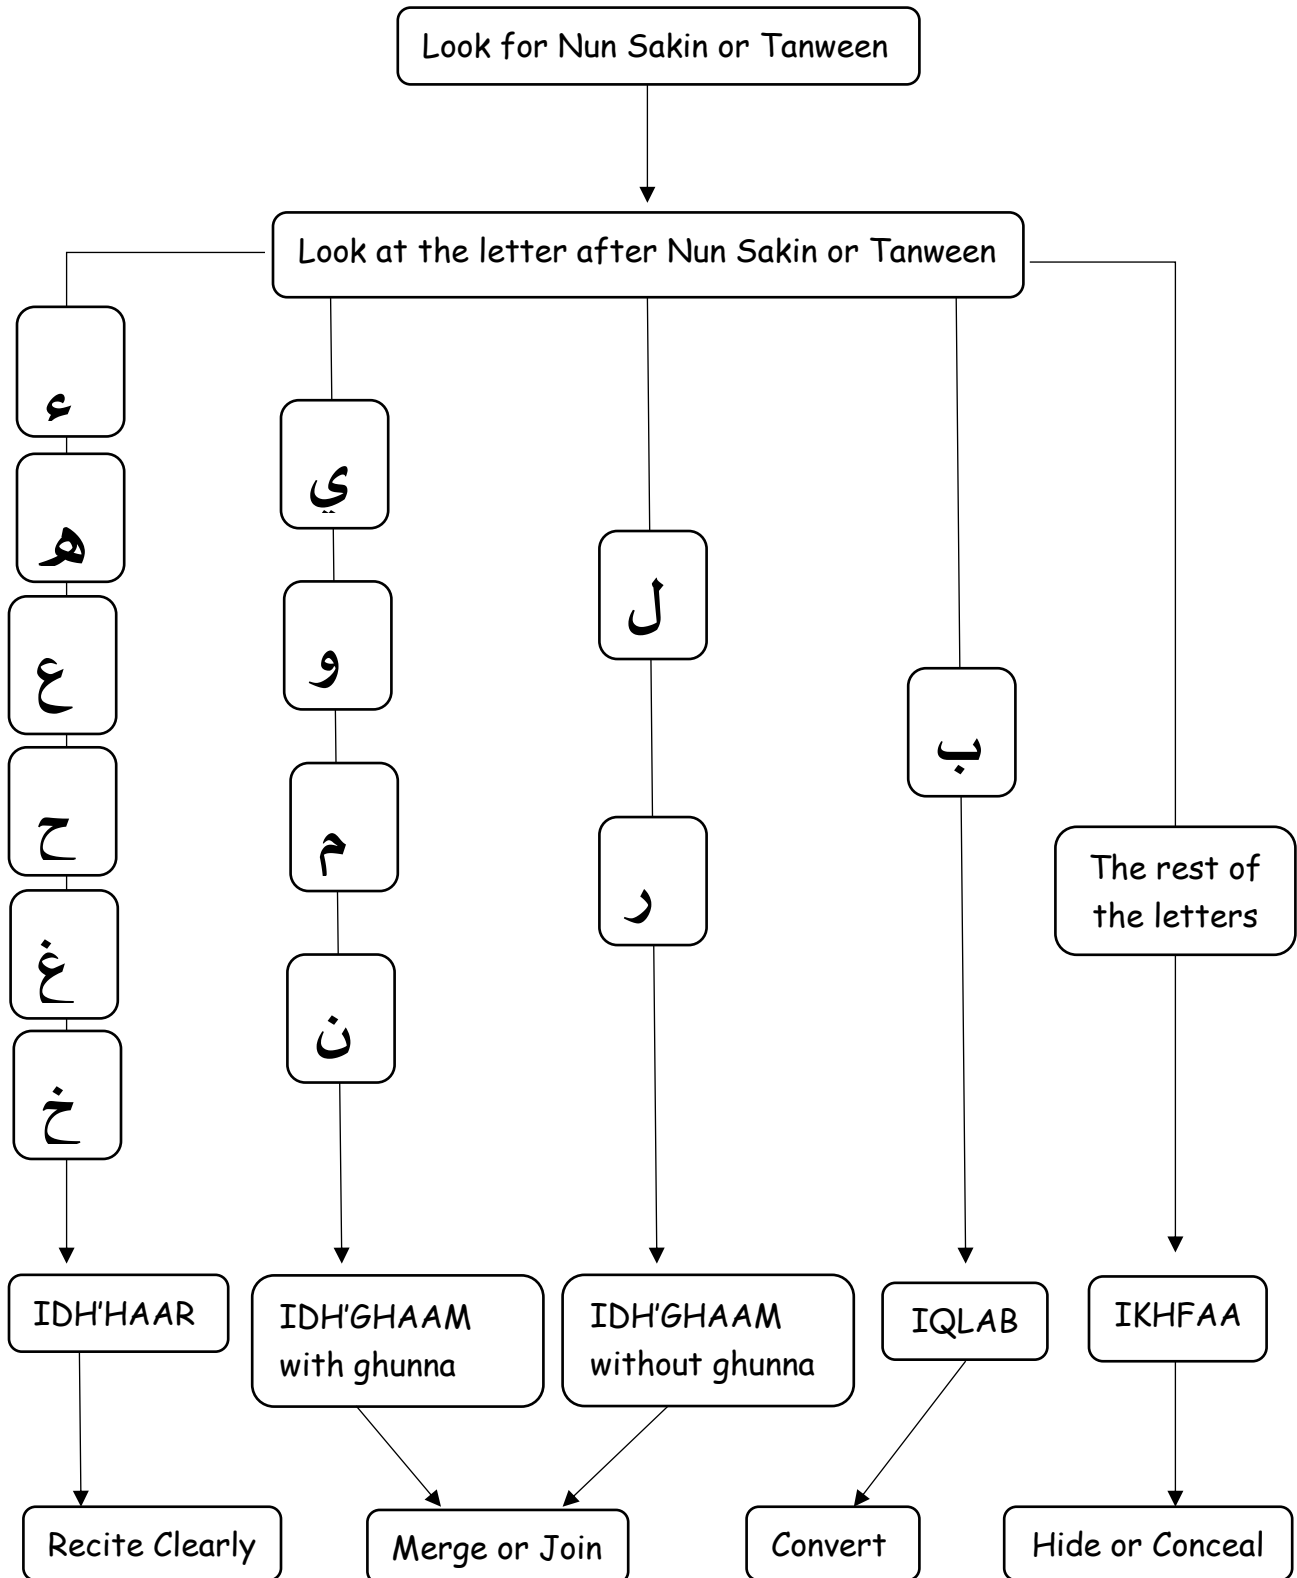 Look for Nun Sakin or Tanween
Look at the letter after Nun Sakin or Tanween
ء
ه
ع
ح
غ
خ
ي
و
م
ن
ل
ر
ب
The rest of
the letters
IDH'HAAR
IDH'GHAAM
with ghunna
IDH'GHAAM
without ghunna
IQLAB
IKHFAA
Recite Clearly
Merge or Join
Convert
Hide or Conceal